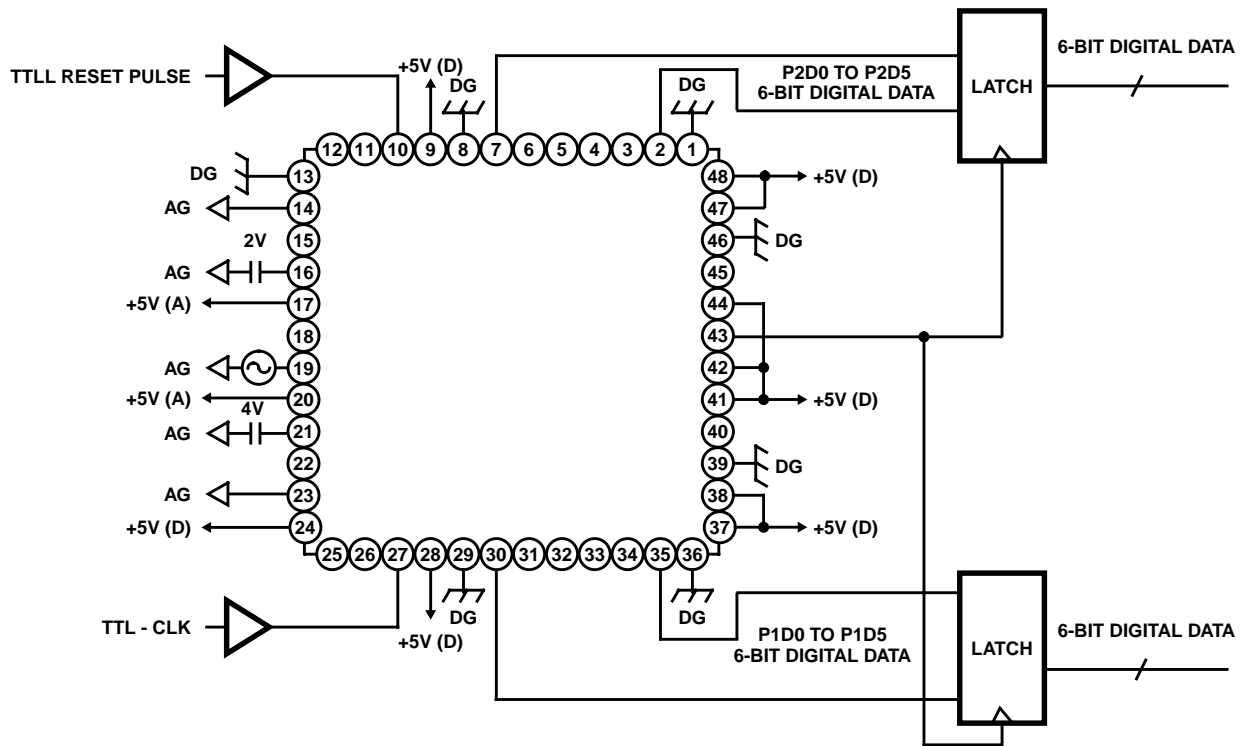 TTLL RESET PULSE
+5V (D)
DG
P2D0 TO P2D5
6-BIT DIGITAL DATA
DG
LATCH
6-BIT DIGITAL DATA
12 11 10 9 8 7 6 5 4 3 2 1
DG 13
AG 14
15
2V
AG 16
+5V (A) 17
18
AG 19
+5V (A) 20
4V
AG 21
22
AG 23
+5V (D) 24
48 +5V (D)
47
46 DG
45
44
43
42
41 +5V (D)
40
39 DG
38
37 +5V (D)
25 26 27 28 29 30 31 32 33 34 35 36
TTL - CLK
+5V (D)
DG
DG
P1D0 TO P1D5
6-BIT DIGITAL DATA
LATCH
6-BIT DIGITAL DATA